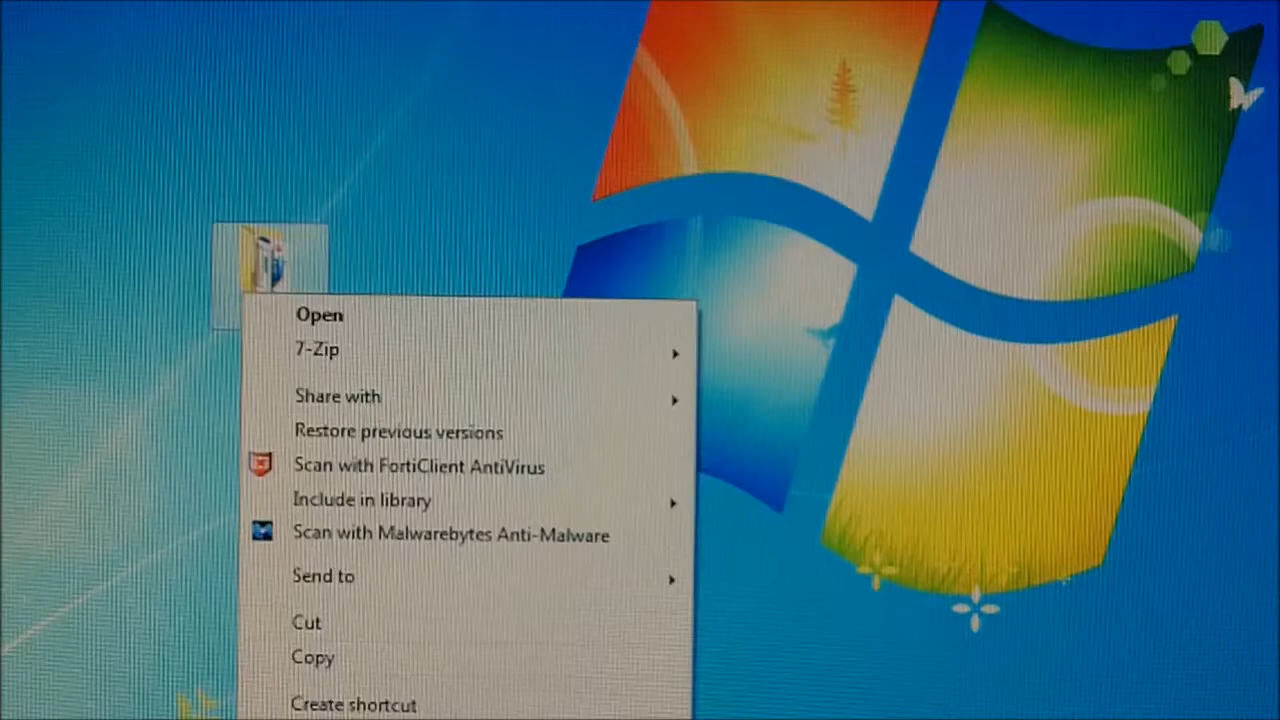 Open
7-Zip
Share with
Restore previous versions
Scan with FortiClient AntiVirus
Include in library
Scan with Malwarebytes Anti-Malware
Send to
Cut
Copy
Create shortcut